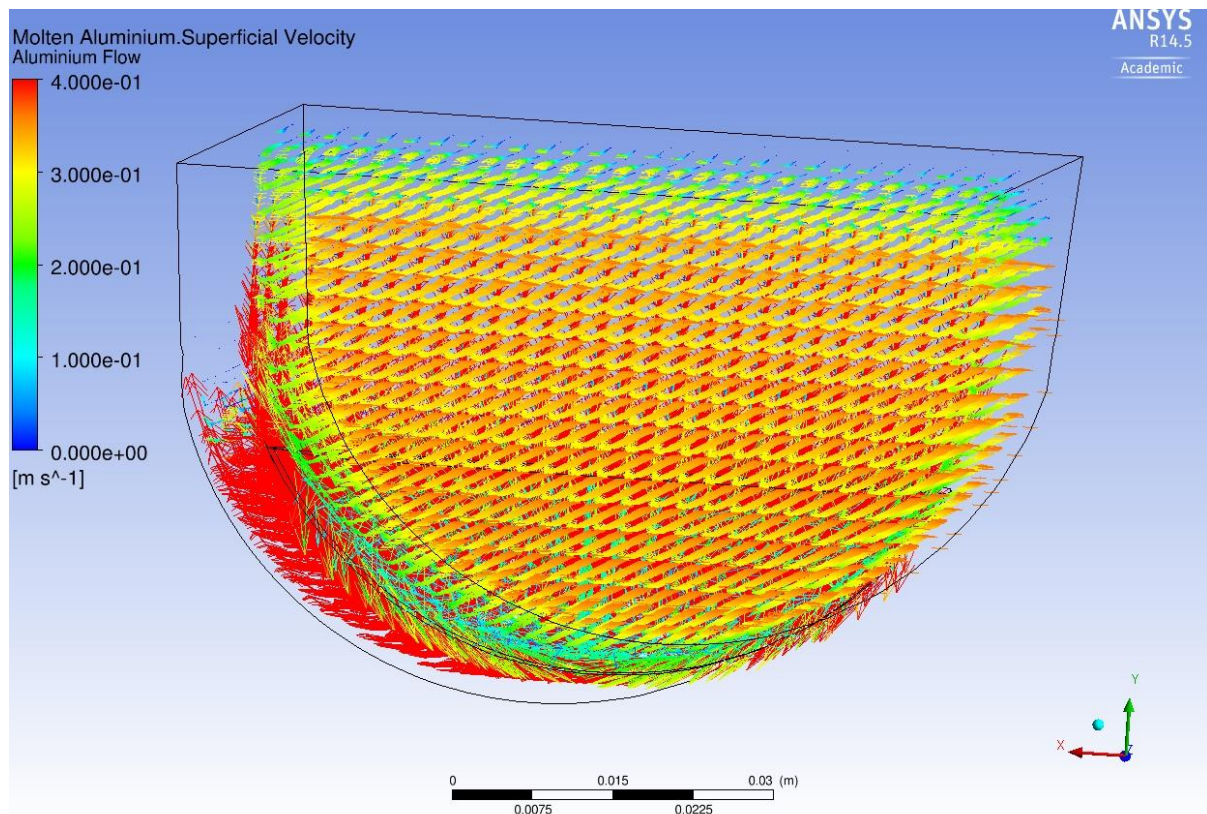 Molten Aluminium.Superficial Velocity
Aluminium Flow
4.000e-01
3.000e-01
2.000e-01
1.000e-01
0.000e+00
[m s^-1]
ANSYS
R14.5
Academic
Y
X
Z
0 0.015 0.03 (m)
0.0075 0.0225